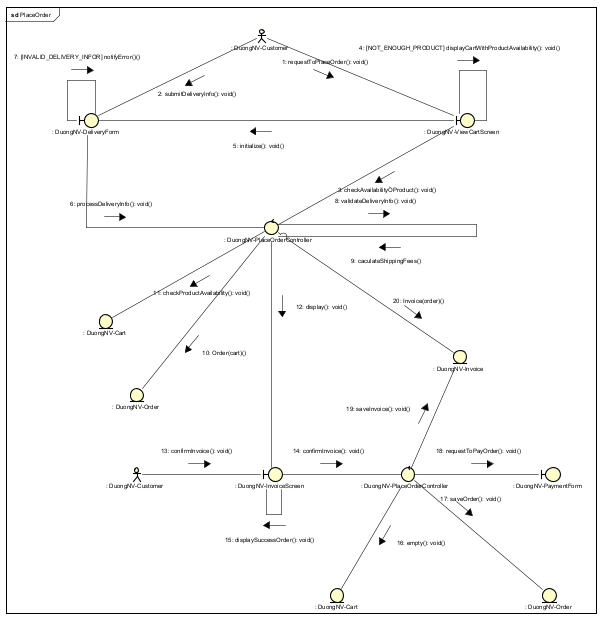 sd PlaceOrder
: DuongNV-Customer
4: [NOT_ENOUGH_PRODUCT] displayCartWithProductAvailability(): void()
7: [INVALID_DELIVERY_INFOR] notifyError()()
1: requestToPlaceOrder(): void()
2: submitDeliveryInfo(): void()
: DuongNV-DeliveryForm
: DuongNV-ViewCartScreen
5: initialize(): void()
3: checkAvailabilityOProduct(): void()
6: processDeliveryInfo(): void()
8: validateDeliveryInfo(): void()
: DuongNV-PlaceOrderController
9: caculateShippingFees()
11: checkProductAvailability(): void()
12: display(): void()
20: Invoice(order)()
: DuongNV-Cart
10: Order(cart)()
: DuongNV-Invoice
: DuongNV-Order
19: saveInvoice(): void()
13: confirmInvoice(): void()
14: confirmInvoice(): void()
18: requestToPayOrder(): void()
: DuongNV-Customer
: DuongNV-InvoiceScreen
: DuongNV-PlaceOrderController
: DuongNV-PaymentForm
17: saveOrder(): void()
15: displaySuccessOrder(): void()
16: empty(): void()
: DuongNV-Cart
: DuongNV-Order